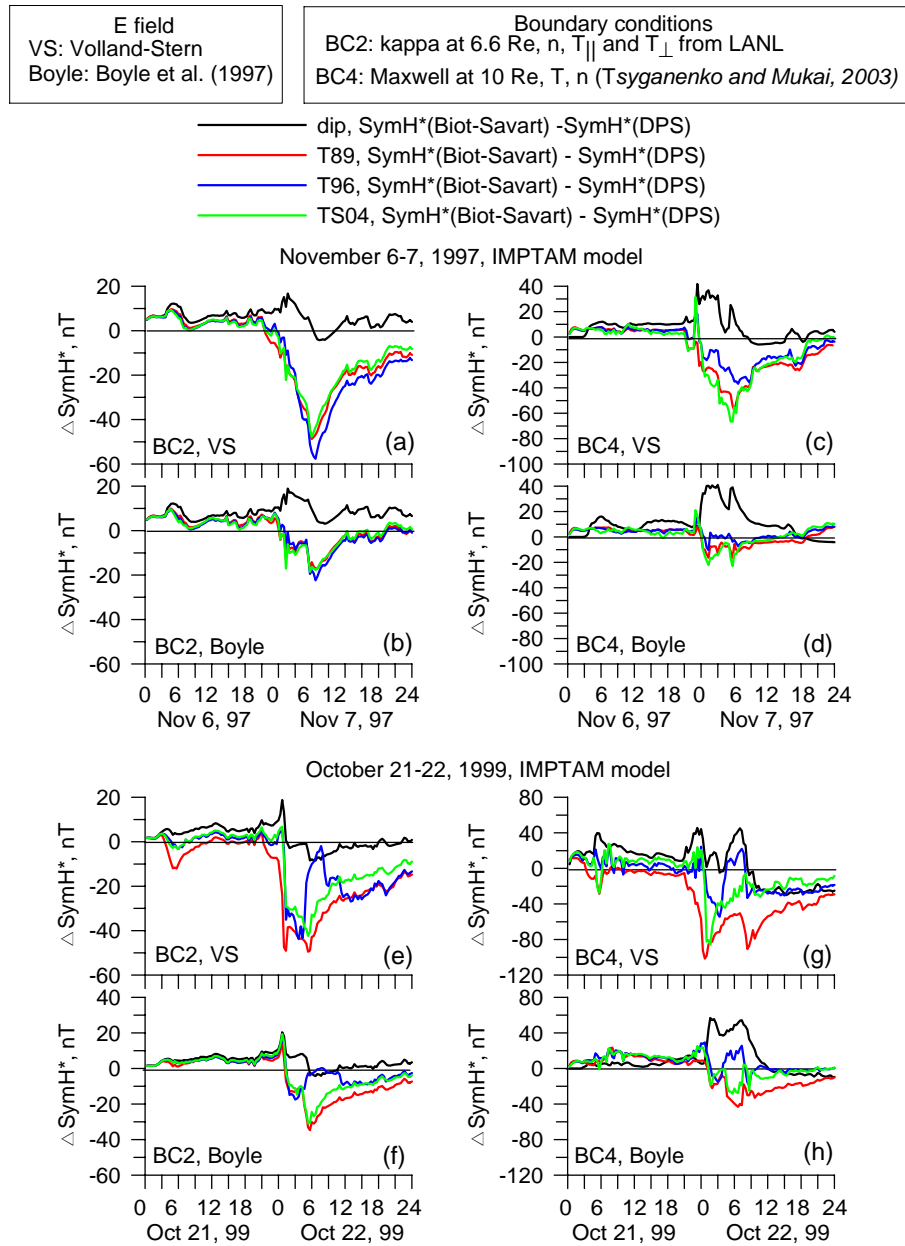 E field
VS: Volland-Stern
Boyle: Boyle et al. (1997)
Boundary conditions
BC2: kappa at 6.6 Re, n, T|| and T⊥ from LANL
BC4: Maxwell at 10 Re, T, n (Tsyganenko and Mukai, 2003)
dip, SymH*(Biot-Savart) -SymH*(DPS)
T89, SymH*(Biot-Savart) - SymH*(DPS)
T96, SymH*(Biot-Savart) - SymH*(DPS)
TS04, SymH*(Biot-Savart) - SymH*(DPS)
November 6-7, 1997, IMPTAM model
20
0
-20
-40
-60
△SymH*, nT
BC2, VS
(a)
40
20
0
-20
-40
-60
-80
-100
△SymH*, nT
BC4, VS
(c)
20
0
-20
-40
-60
△SymH*, nT
BC2, Boyle
(b)
0 6 12 18 0 6 12 18 24
Nov 6, 97 Nov 7, 97
40
20
0
-20
-40
-60
-80
-100
△SymH*, nT
BC4, Boyle
(d)
0 6 12 18 0 6 12 18 24
Nov 6, 97 Nov 7, 97
October 21-22, 1999, IMPTAM model
20
0
-20
-40
-60
△SymH*, nT
BC2, VS
(e)
80
40
0
-40
-80
-120
△SymH*, nT
BC4, VS
(g)
40
20
0
-20
-40
-60
△SymH*, nT
BC2, Boyle
(f)
0 6 12 18 0 6 12 18 24
Oct 21, 99 Oct 22, 99
80
40
0
-40
-80
-120
△SymH*, nT
BC4, Boyle
(h)
0 6 12 18 0 6 12 18 24
Oct 21, 99 Oct 22, 99